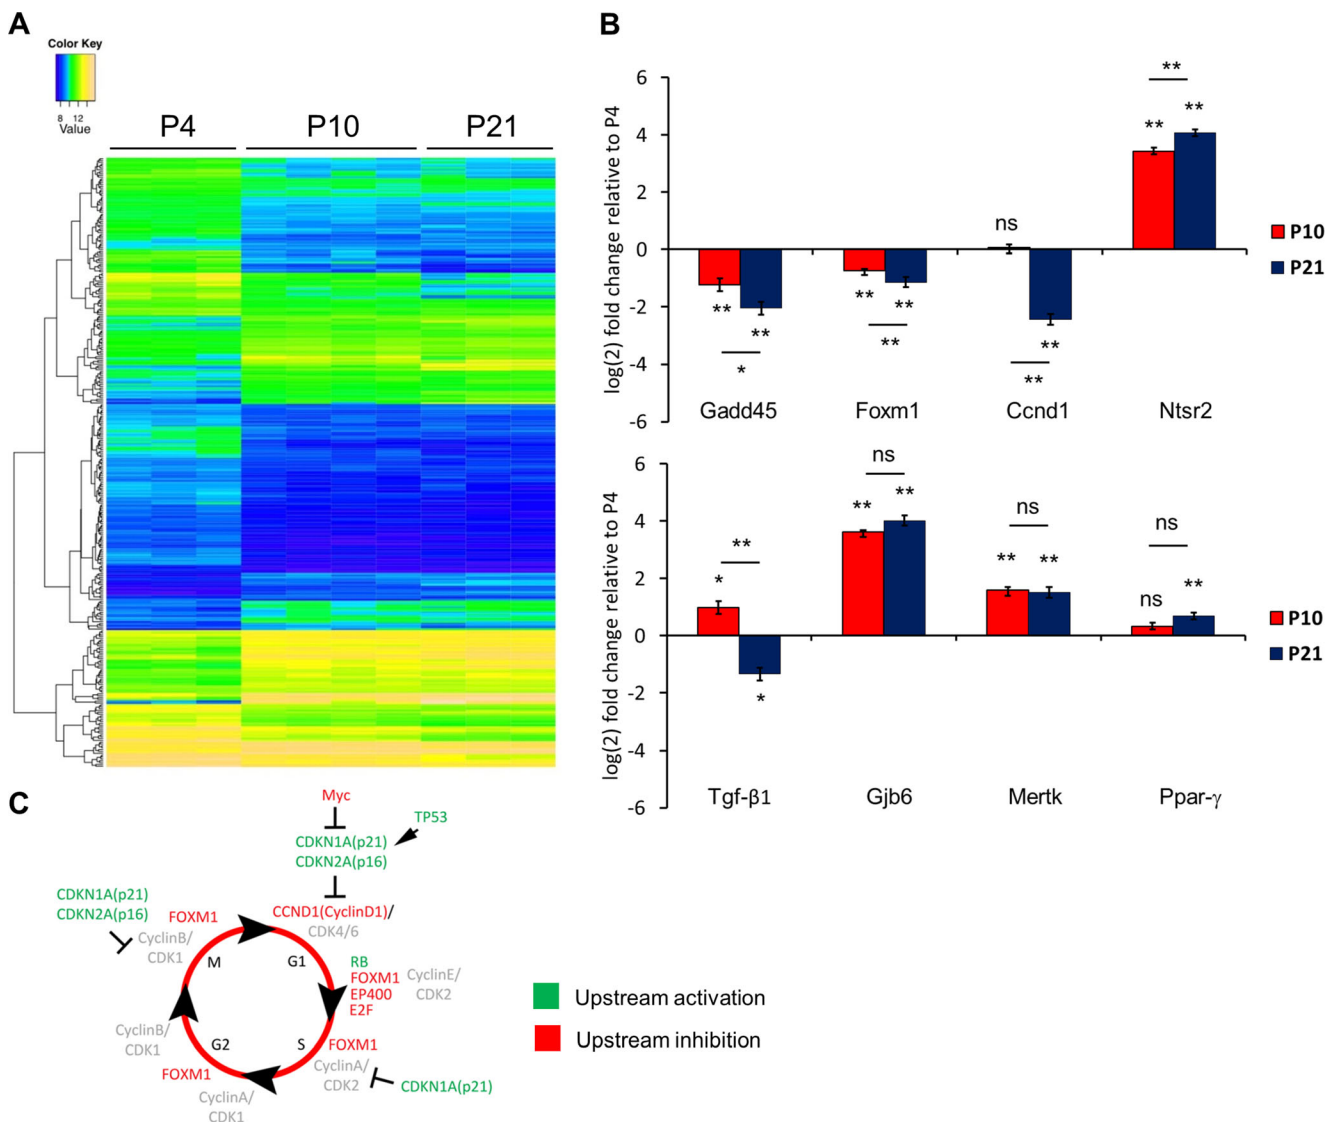 A
Color Key
8 12
Value
P4 P10 P21
B
log(2) fold change relative to P4
6
4
2
0
-2
-4
-6
** ** * **
** ** **
ns ** **
** ** **
Gadd45 Foxm1 Ccnd1 Ntsr2
P10
P21
log(2) fold change relative to P4
6
4
2
0
-2
-4
-6
* ** *
ns ** **
ns ** **
ns ns **
Tgf-β1 Gjb6 Mertk Ppar-γ
P10
P21
C
Myc
TP53
CDKN1A(p21)
CDKN2A(p16)
CDKN1A(p21)
CDKN2A(p16)
FOXM1
CCND1(CyclinD1)/
CDK4/6
CyclinB/
CDK1
M
G1
RB
FOXM1
EP400
E2F
CyclinE/
CDK2
CyclinB/
CDK1
G2
S
FOXM1
CyclinA/
CDK2
CDKN1A(p21)
FOXM1
CyclinA/
CDK1
Upstream activation
Upstream inhibition